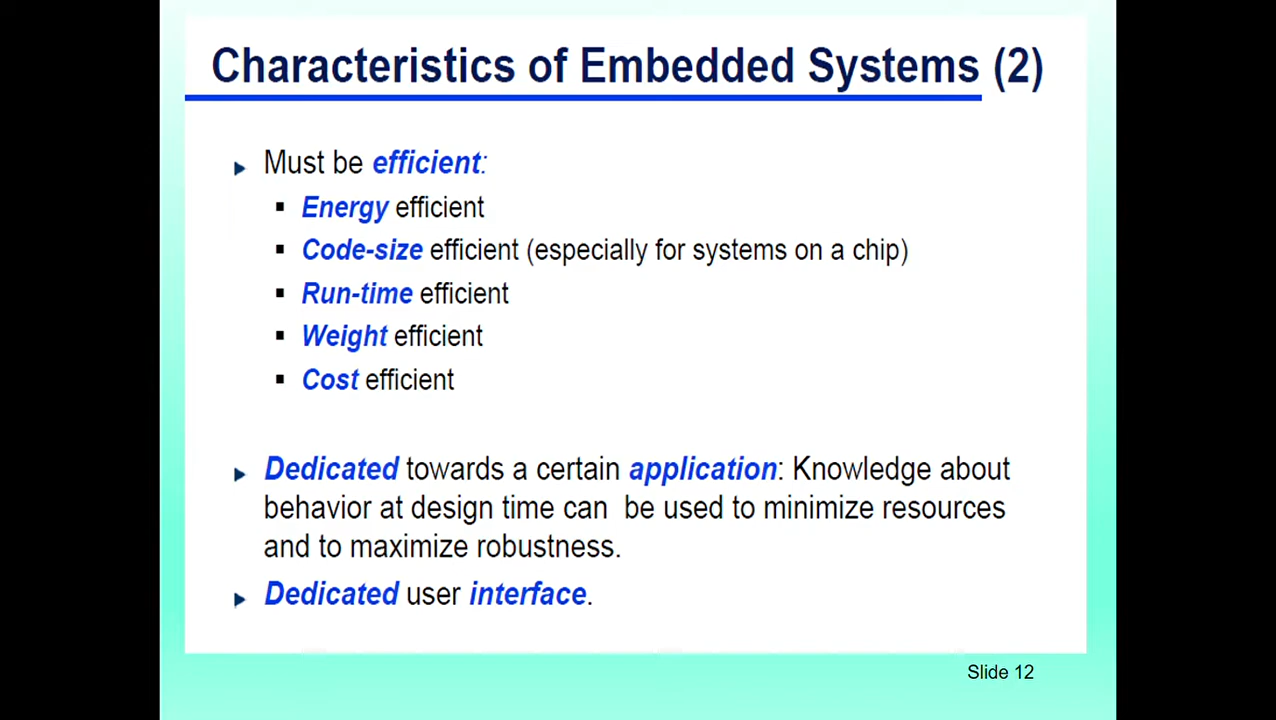 Characteristics of Embedded Systems (2)
Must be efficient:
Energy efficient
Code-size efficient (especially for systems on a chip)
Run-time efficient
Weight efficient
Cost efficient
Dedicated towards a certain application: Knowledge about
behavior at design time can be used to minimize resources
and to maximize robustness.
Dedicated user interface.
Slide 12